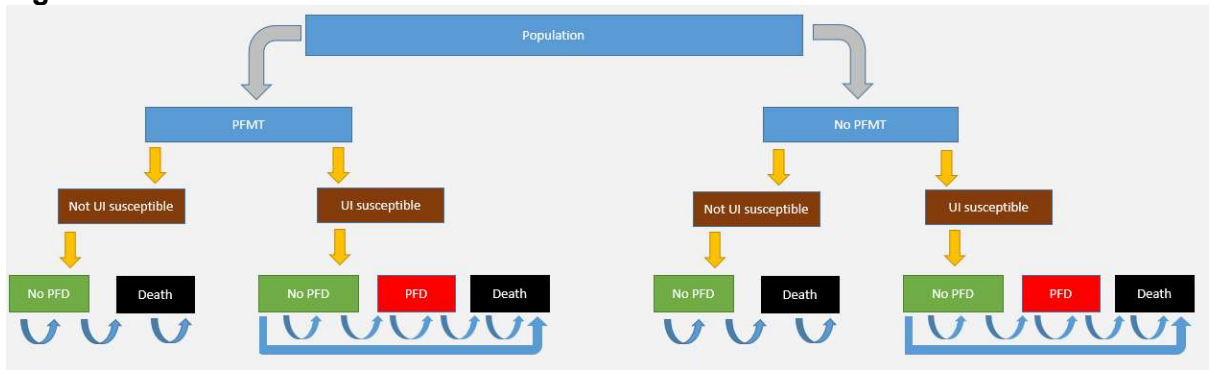 Population
PFMT
No PFMT
Not UI susceptible
UI susceptible
Not UI susceptible
UI susceptible
No PFD
Death
No PFD
PFD
Death
No PFD
Death
No PFD
PFD
Death